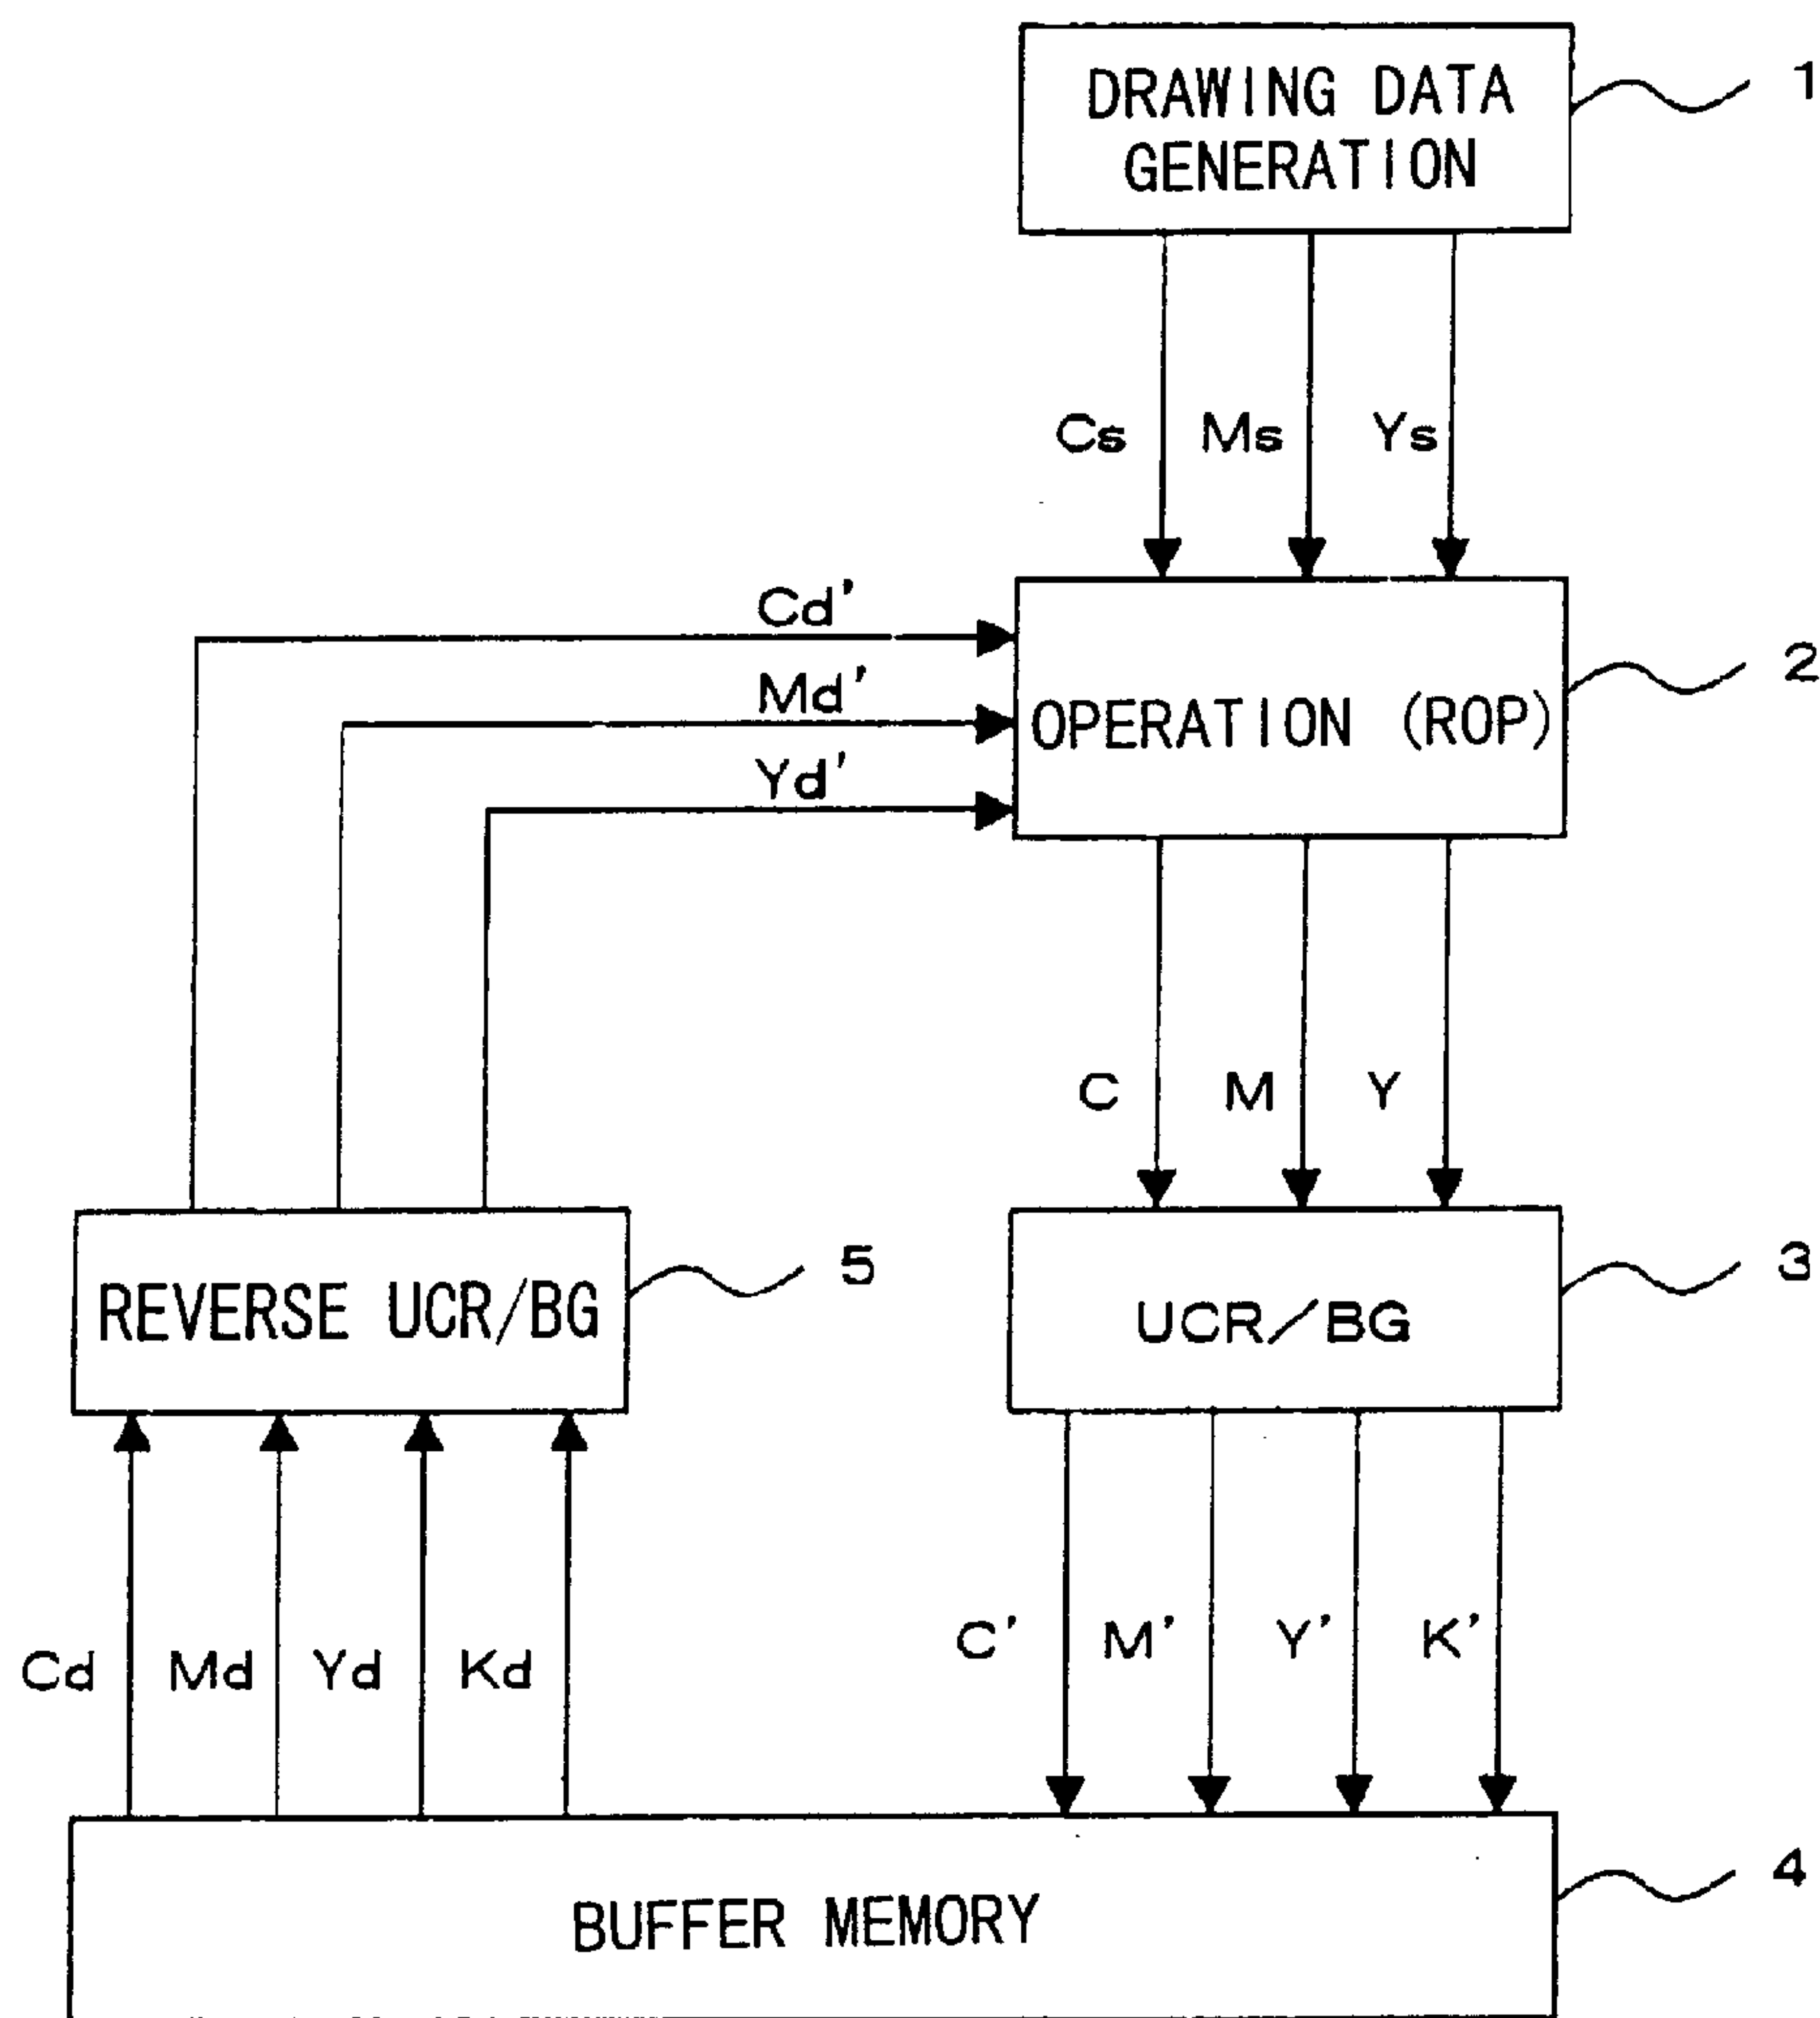 DRAWING DATA
GENERATION
1
Cs Ms Ys
Cd'
Md'
Yd'
OPERATION (ROP)
2
C M Y
REVERSE UCR/BG
5
UCR/BG
3
Cd Md Yd Kd
C' M' Y' K'
BUFFER MEMORY
4